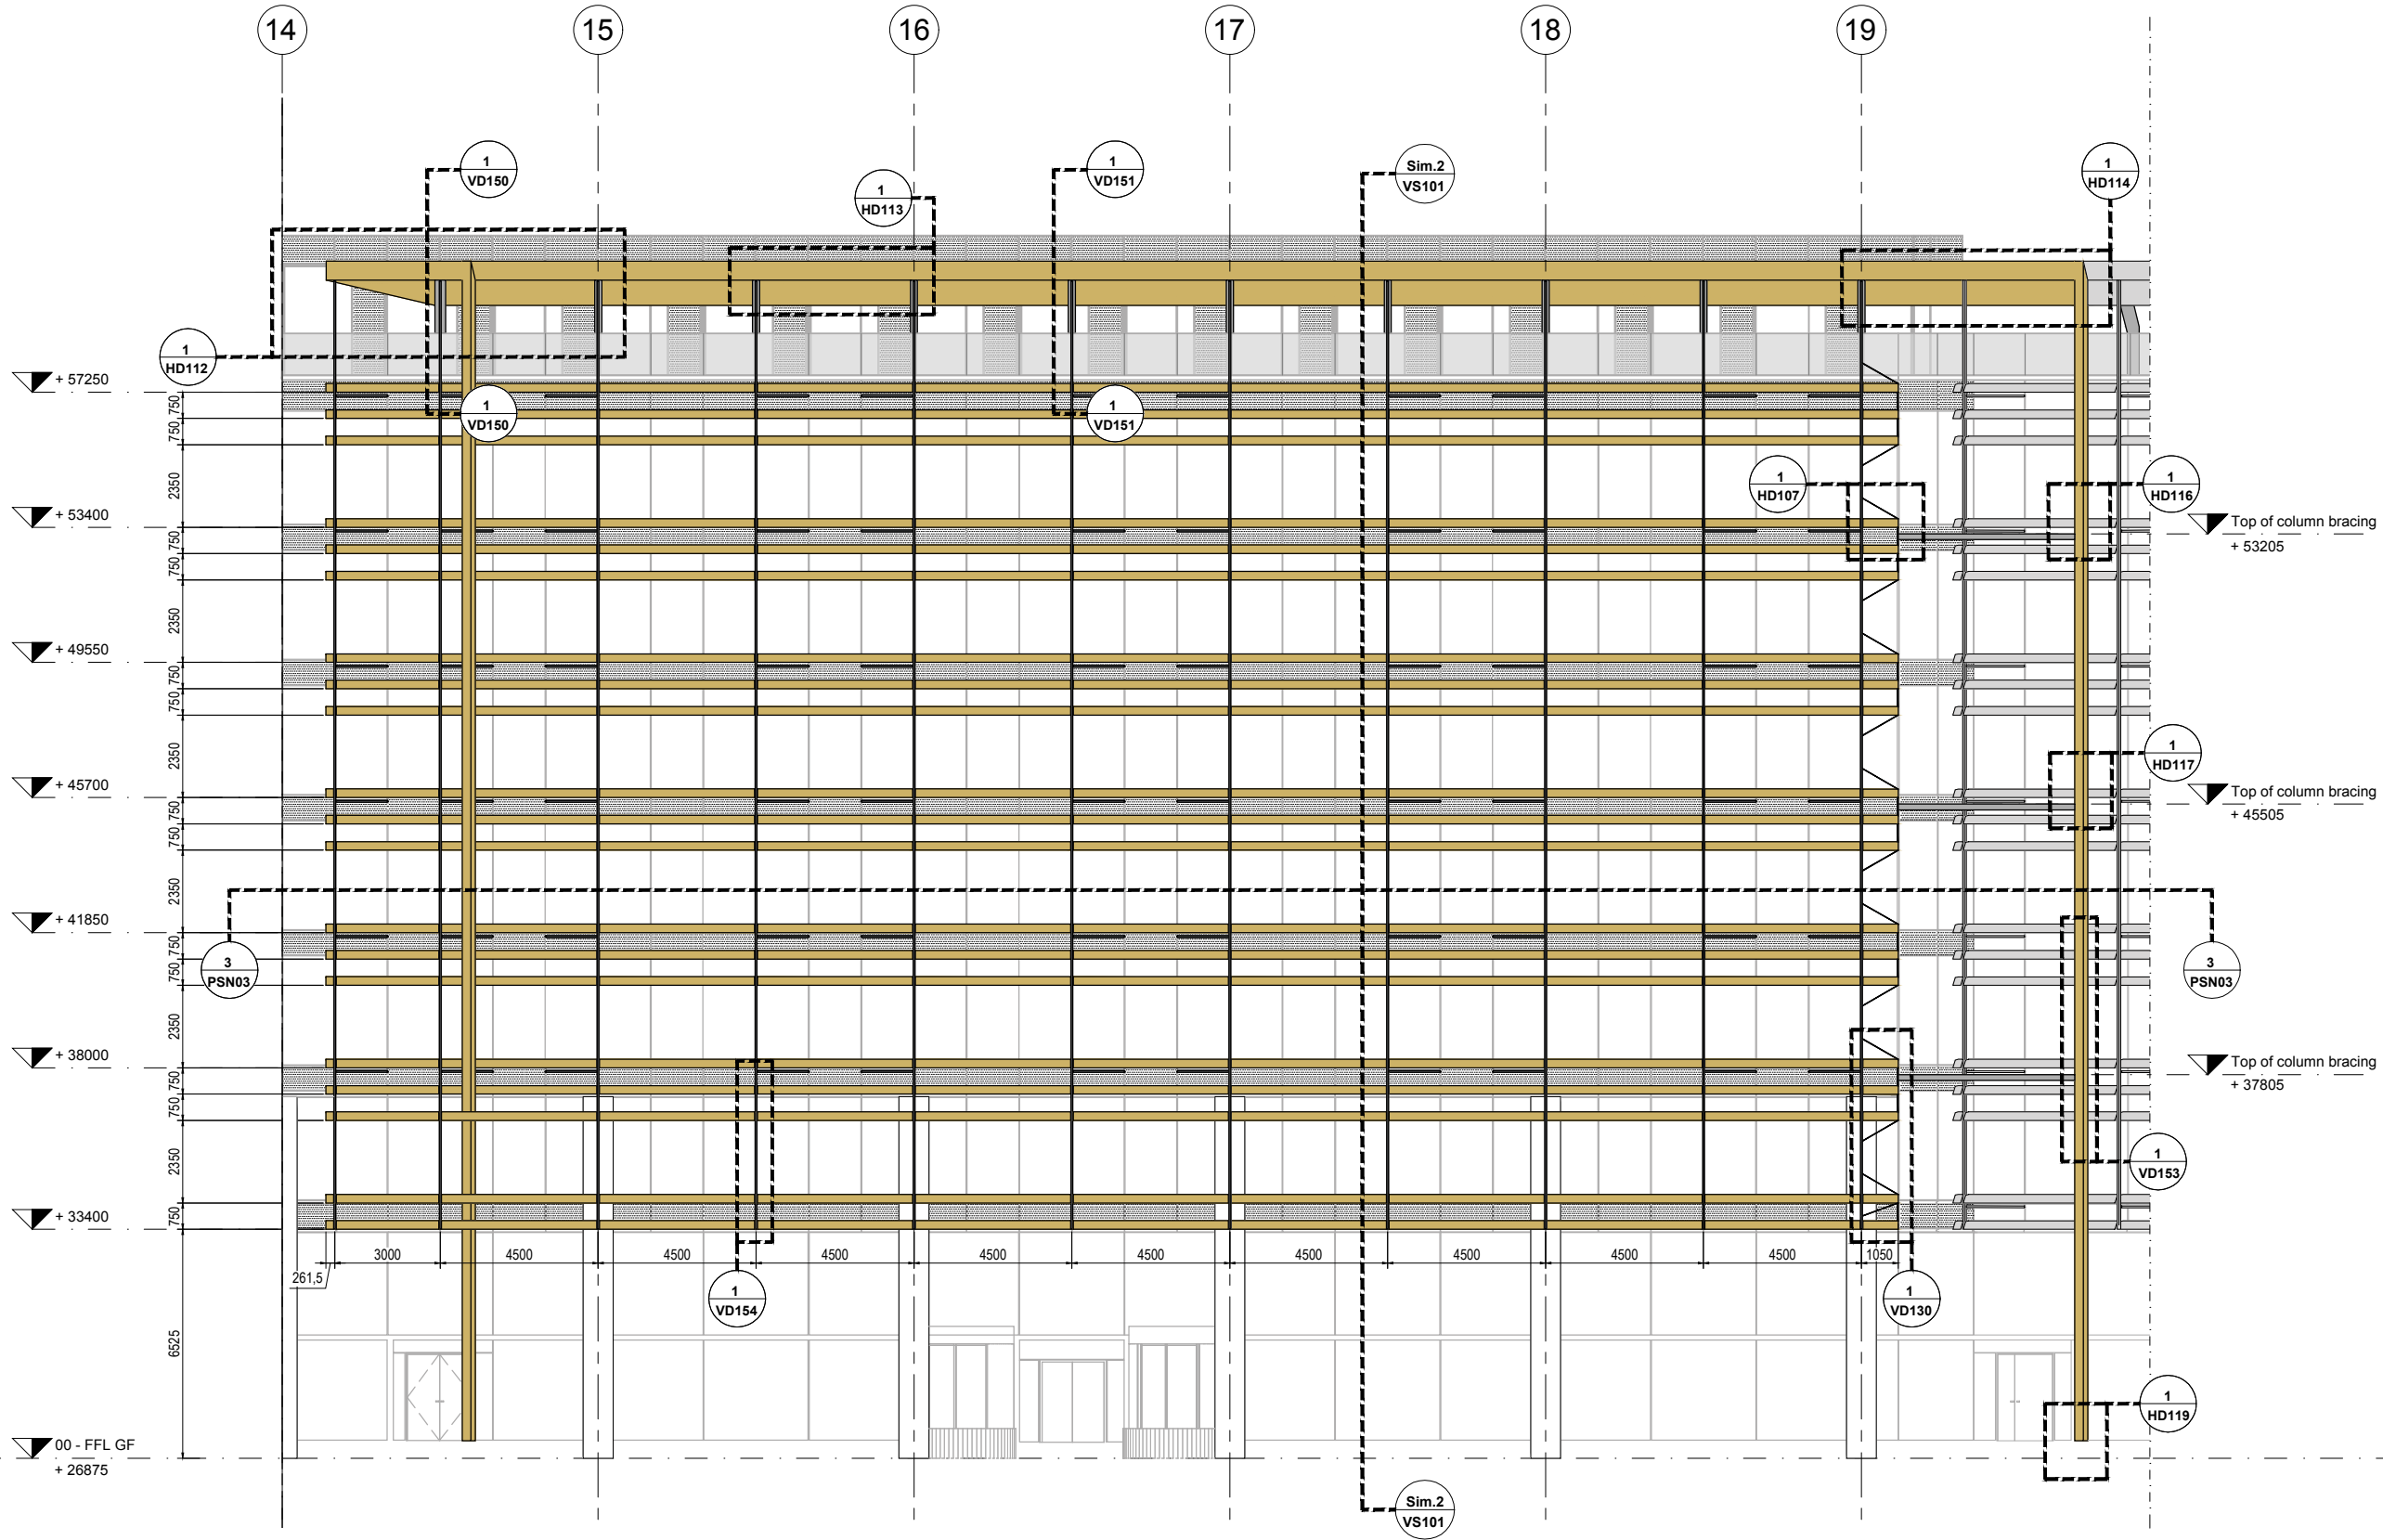 14
15
16
17
18
19
1
VD150
1
HD113
1
VD151
Sim.2
VS101
1
HD114
1
HD112
+ 57250
1
VD150
1
VD151
750
750
2350
1
HD107
1
HD116
+ 53400
Top of column bracing
+ 53205
750
750
2350
+ 49550
750
750
2350
1
HD117
+ 45700
Top of column bracing
+ 45505
750
750
2350
+ 41850
3
PSN03
3
PSN03
750
750
2350
+ 38000
Top of column bracing
+ 37805
750
750
2350
1
VD153
+ 33400
750
3000
4500
4500
4500
4500
4500
4500
4500
4500
4500
1050
261,5
1
VD154
1
VD130
6525
1
HD119
00 - FFL GF
+ 26875
Sim.2
VS101